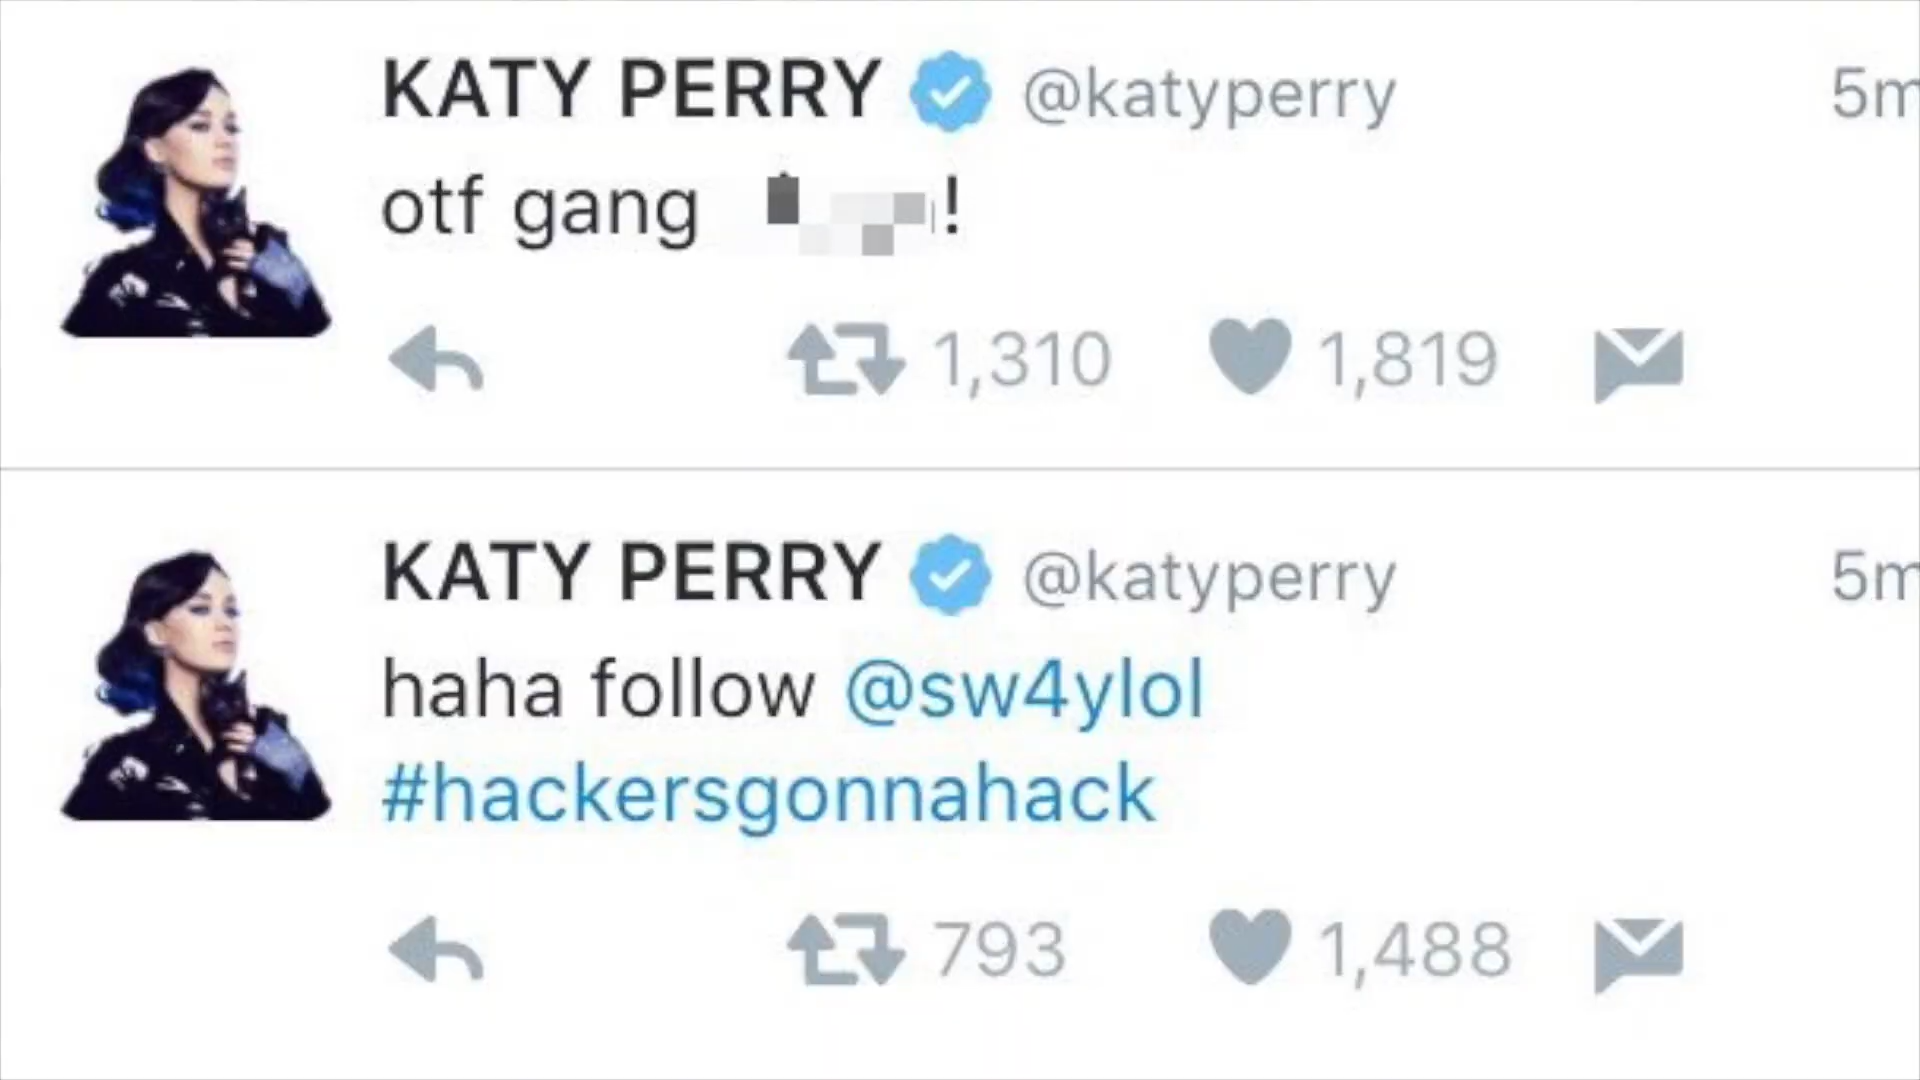 KATY PERRY @katyperry 5m
otf gang !
1,310 1,819
KATY PERRY @katyperry 5m
haha follow @sw4ylol
#hackersgonnahack
793 1,488